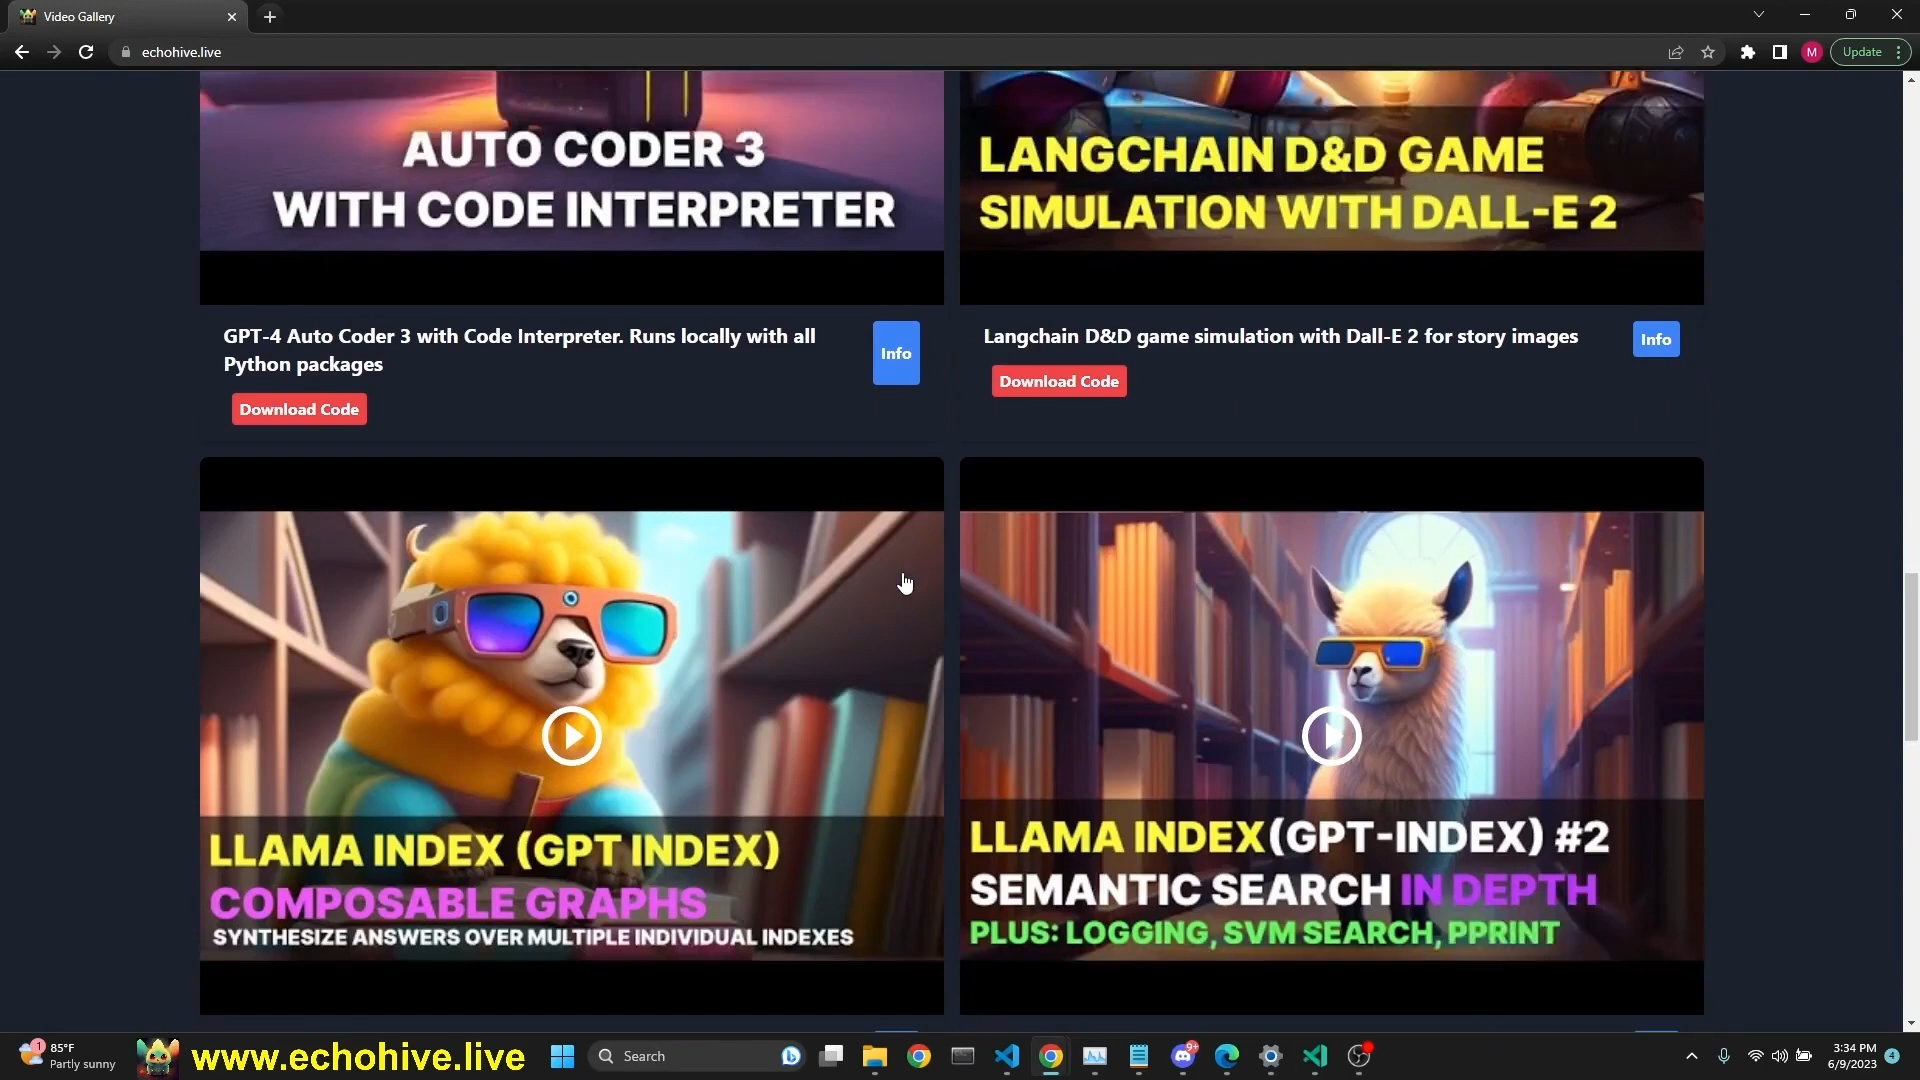 Video Gallery
echohive.live
M
Update
AUTO CODER 3
WITH CODE INTERPRETER
LANGCHAIN D&D GAME
SIMULATION WITH DALL-E 2
GPT-4 Auto Coder 3 with Code Interpreter. Runs locally with all
Python packages
Info
Download Code
Langchain D&D game simulation with Dall-E 2 for story images
Info
Download Code
LLAMA INDEX (GPT INDEX)
COMPOSABLE GRAPHS
SYNTHESIZE ANSWERS OVER MULTIPLE INDIVIDUAL INDEXES
LLAMA INDEX(GPT-INDEX) #2
SEMANTIC SEARCH IN DEPTH
PLUS: LOGGING, SVM SEARCH, PPRINT
1
85°F
Partly sunny
www.echohive.live
Search
9+
3:34 PM
6/9/2023
4